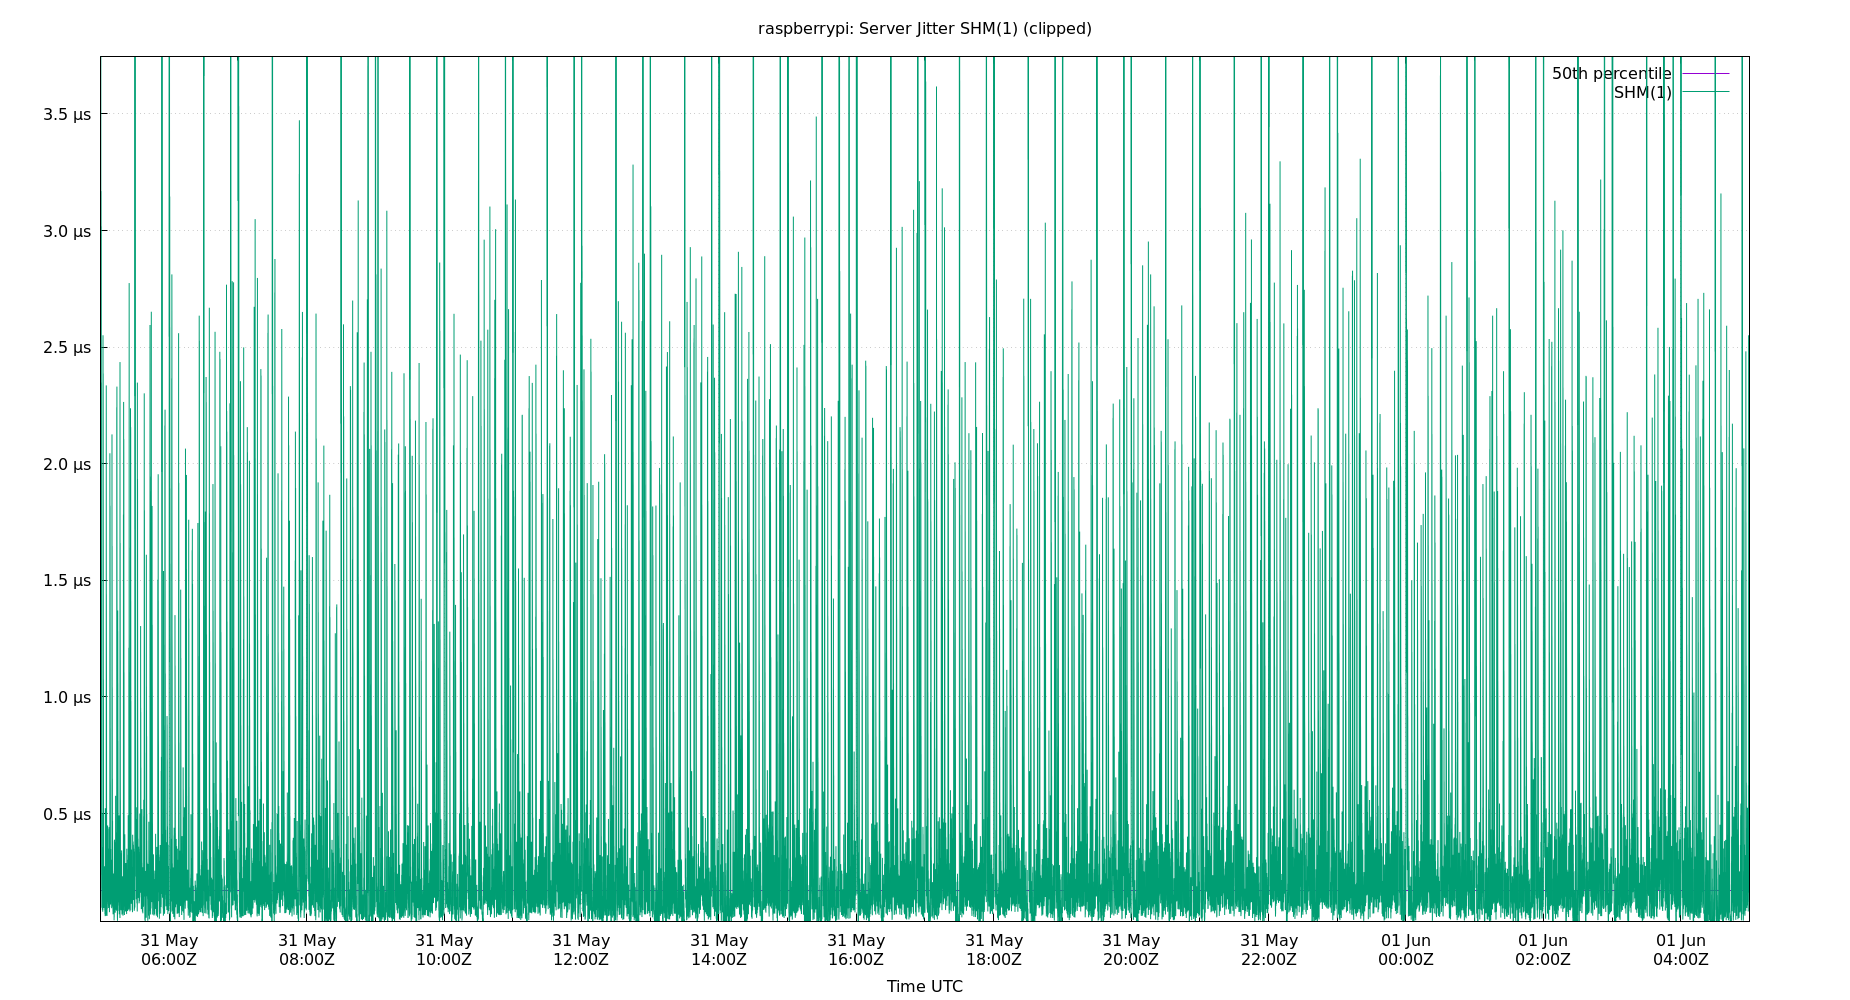 raspberrypi: Server Jitter SHM(1) (clipped)
50th percentile
SHM(1)
3.5 µs
3.0 µs
2.5 µs
2.0 µs
1.5 µs
1.0 µs
0.5 µs
31 May 31 May 31 May 31 May 31 May 31 May 31 May 31 May 31 May 01 Jun 01 Jun 01 Jun
06:00Z 08:00Z 10:00Z 12:00Z 14:00Z 16:00Z 18:00Z 20:00Z 22:00Z 00:00Z 02:00Z 04:00Z
Time UTC